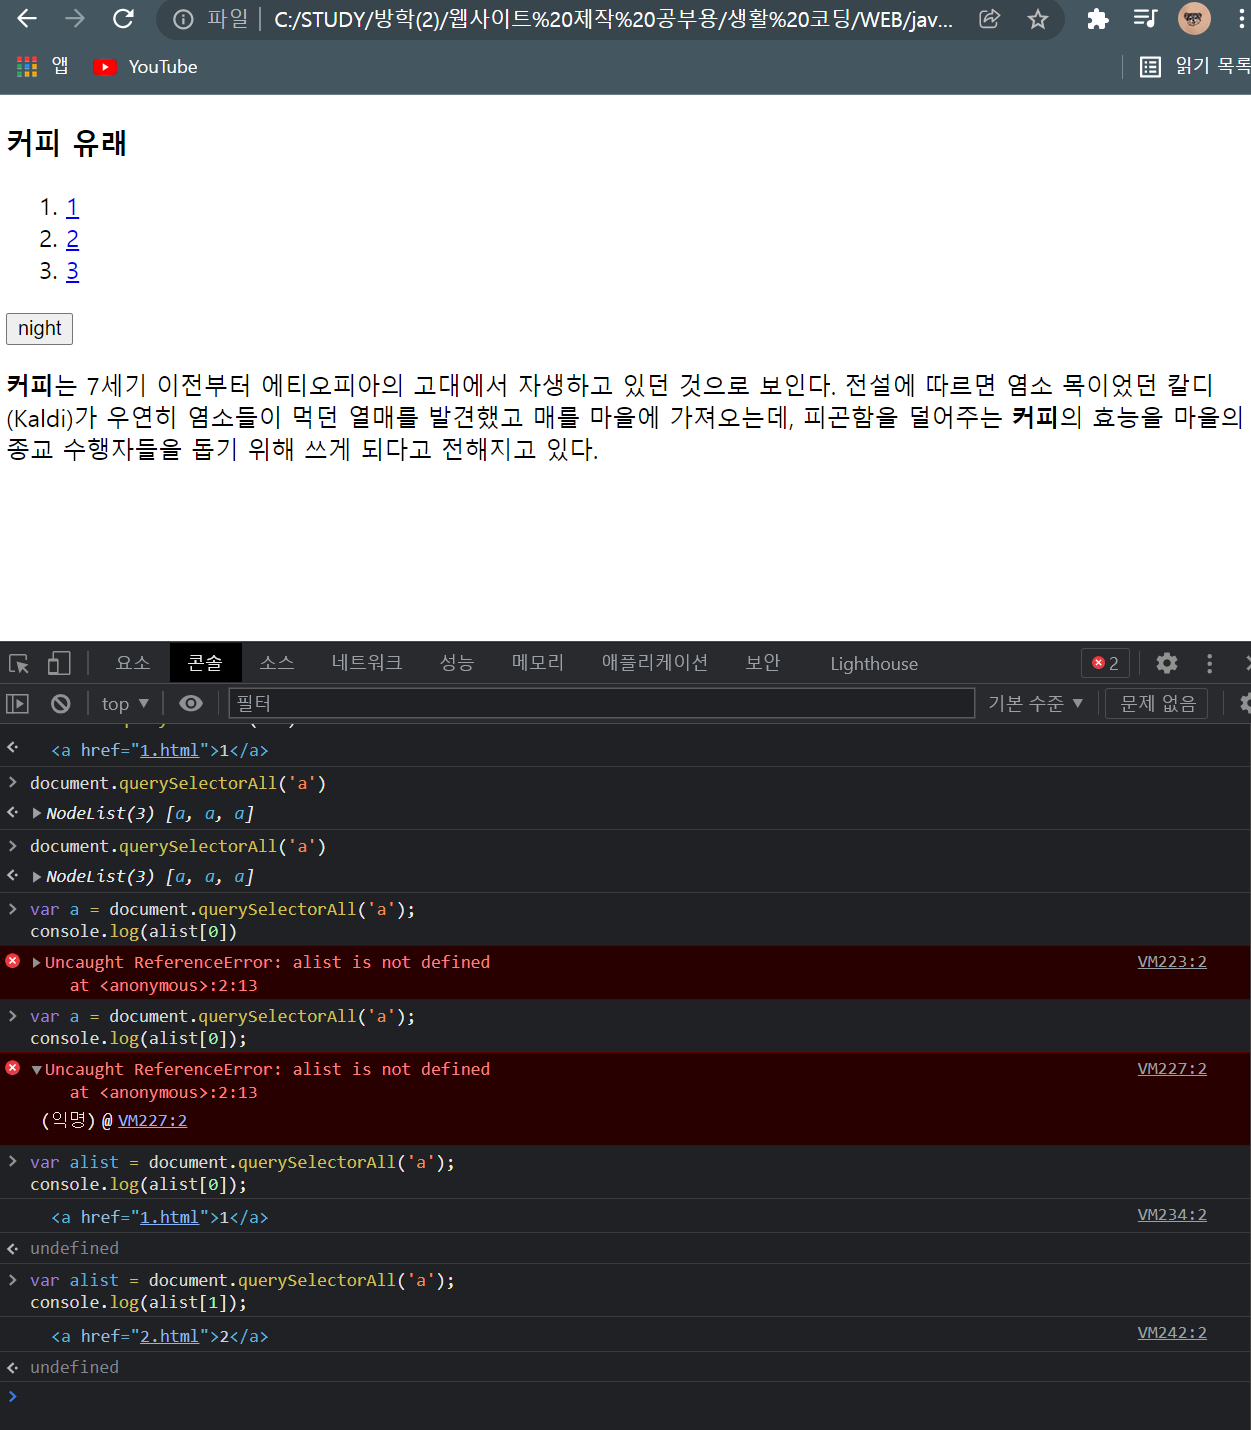 파일 C:/STUDY/방학(2)/웹사이트%20제작%20공부용/생활%20코딩/WEB/jav...
앱 YouTube 읽기 목록
커피 유래
1. 1
2. 2
3. 3
night
커피는 7세기 이전부터 에티오피아의 고대에서 자생하고 있던 것으로 보인다. 전설에 따르면 염소 목이었던 칼디
(Kaldi)가 우연히 염소들이 먹던 열매를 발견했고 매를 마을에 가져오는데, 피곤함을 덜어주는 커피의 효능을 마을의
종교 수행자들을 돕기 위해 쓰게 되다고 전해지고 있다.
요소 콘솔 소스 네트워크 성능 메모리 애플리케이션 보안 Lighthouse 2
top ▼ 필터 기본 수준 ▼ 문제 없음
<a href="1.html">1</a>
document.querySelectorAll('a')
NodeList(3) [a, a, a]
document.querySelectorAll('a')
NodeList(3) [a, a, a]
var a = document.querySelectorAll('a');
console.log(alist[0])
Uncaught ReferenceError: alist is not defined VM223:2
at <anonymous>:2:13
var a = document.querySelectorAll('a');
console.log(alist[0]);
Uncaught ReferenceError: alist is not defined VM227:2
at <anonymous>:2:13
(익명) @ VM227:2
var alist = document.querySelectorAll('a');
console.log(alist[0]);
<a href="1.html">1</a> VM234:2
undefined
var alist = document.querySelectorAll('a');
console.log(alist[1]);
<a href="2.html">2</a> VM242:2
undefined